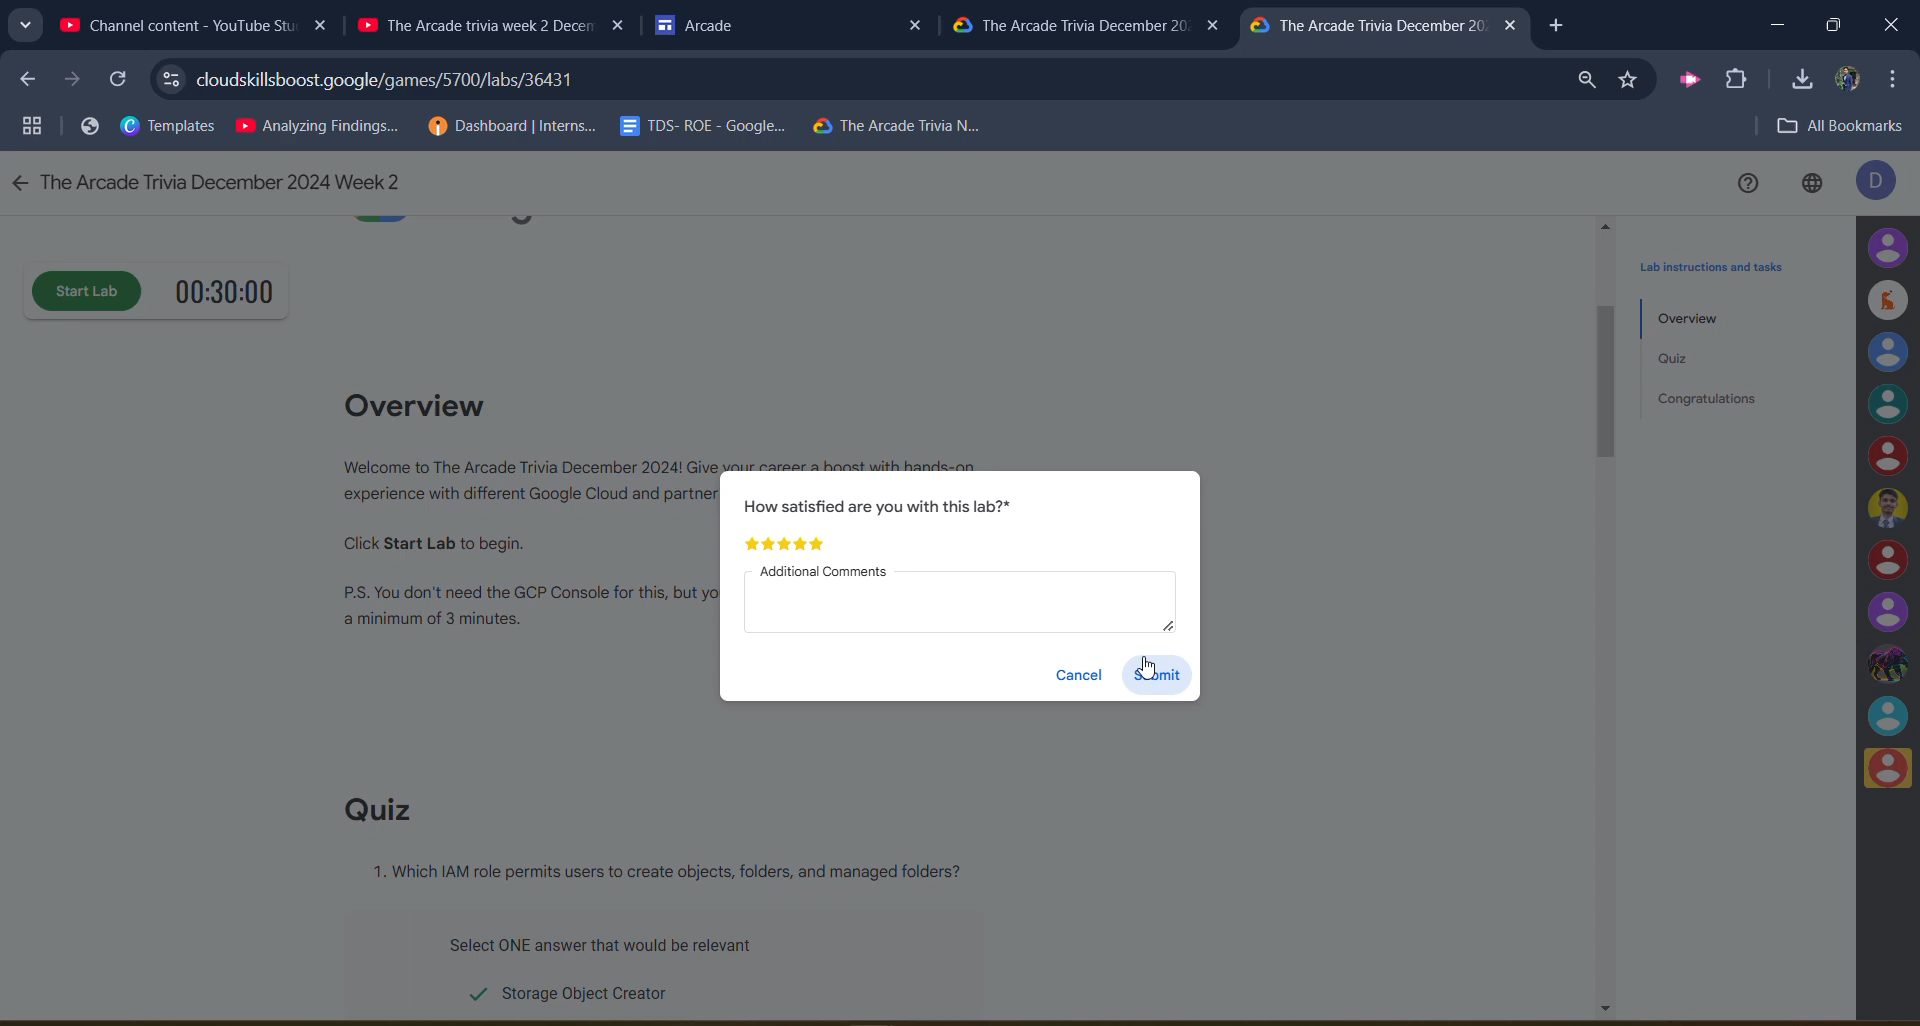 Channel content - YouTube Stu
The Arcade trivia week 2 Decem
Arcade
The Arcade Trivia December 202
The Arcade Trivia December 202
cloudskillsboost.google/games/5700/labs/36431
Templates
Analyzing Findings...
Dashboard | Interns...
TDS- ROE - Google...
The Arcade Trivia N...
All Bookmarks
The Arcade Trivia December 2024 Week 2
D
Start Lab
00:30:00
Lab instructions and tasks
Overview
Quiz
Congratulations
Overview
Welcome to The Arcade Trivia December 2024! Give your career a boost with hands-on
experience with different Google Cloud and partner
Click Start Lab to begin.
P.S. You don't need the GCP Console for this, but yo
a minimum of 3 minutes.
How satisfied are you with this lab?*
Additional Comments
Cancel
Submit
Quiz
1. Which IAM role permits users to create objects, folders, and managed folders?
Select ONE answer that would be relevant
Storage Object Creator